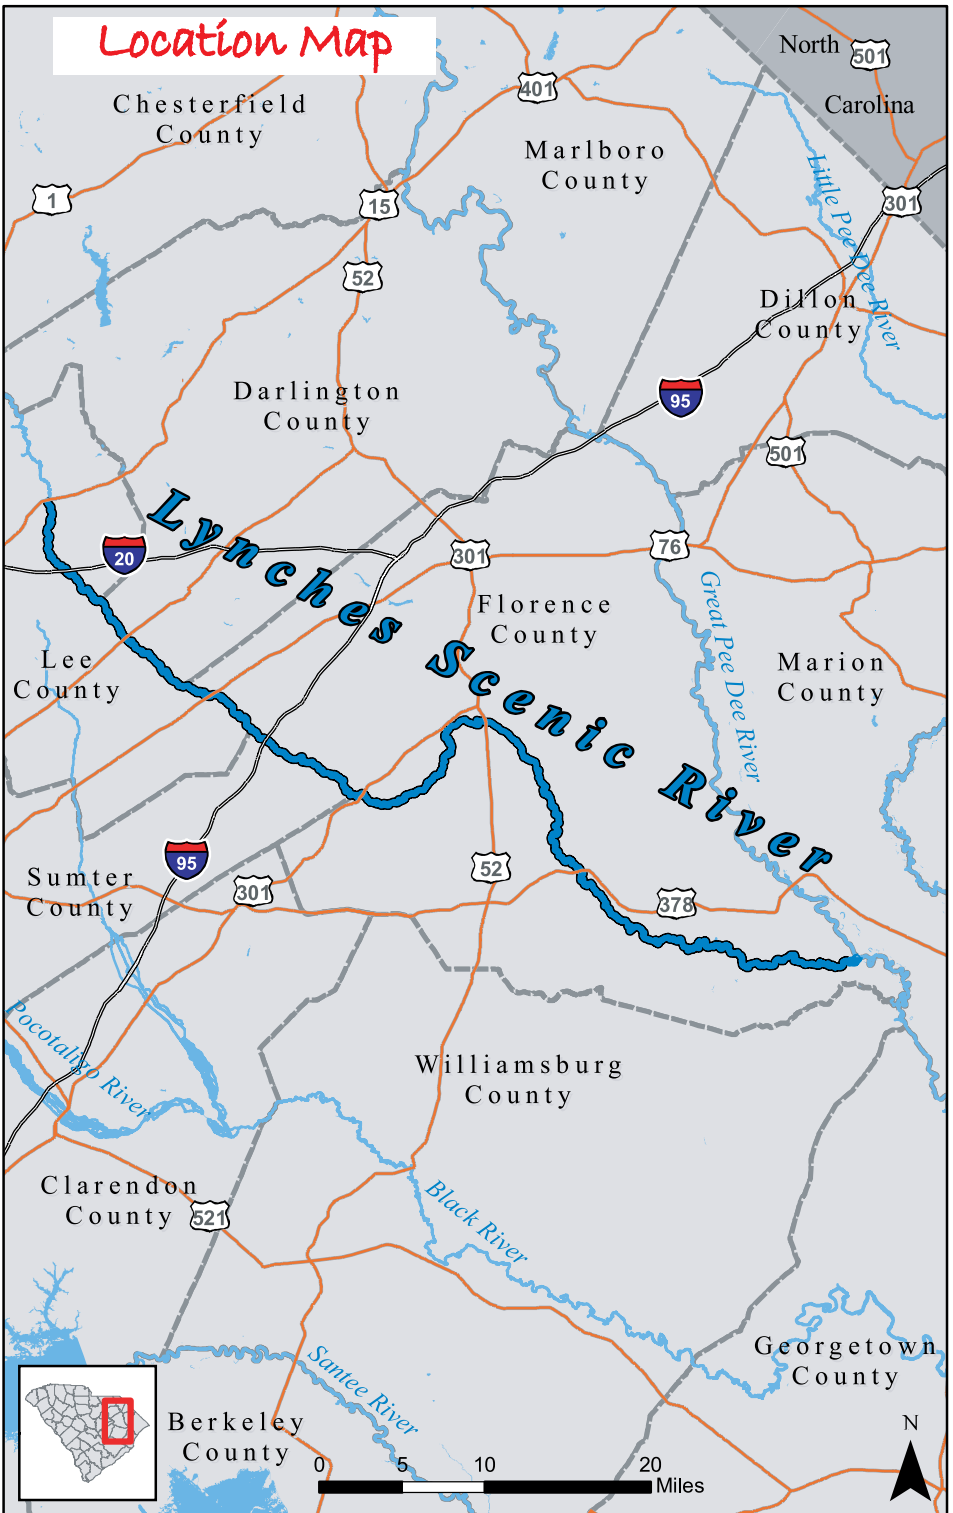 Location Map
North
501
Carolina
401
Chesterfield
County
Marlboro
County
1
15
Little Pee Dee River
301
52
Dillon
County
Darlington
County
95
501
Lynches Scenic River
20
301
76
Florence
County
Great Pee Dee River
Lee
County
Marion
County
95
52
Sumter
County
301
378
Pocotaligo River
Williamsburg
County
Clarendon
County
521
Black River
Georgetown
County
Santee River
Berkeley
County
N
0 5 10 20
Miles